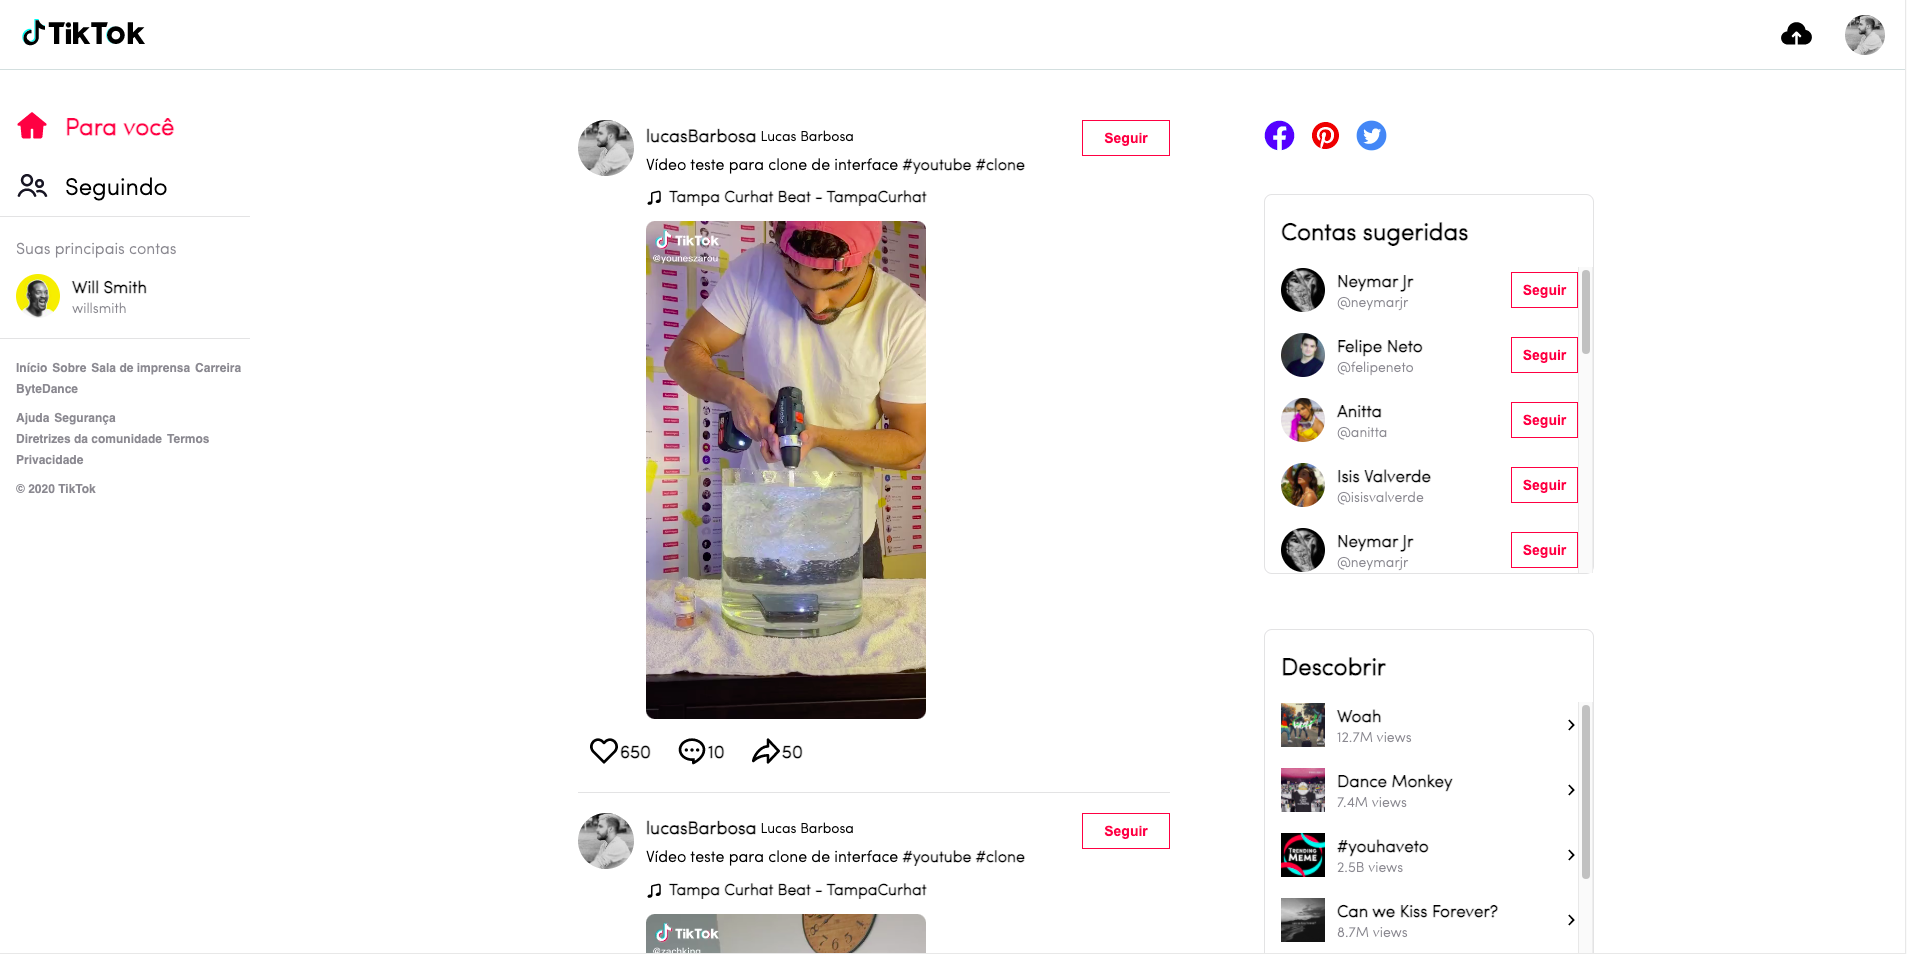 TikTok
Para você
Seguindo
Suas principais contas
Will Smith
willsmith
Início Sobre Sala de imprensa Carreira
ByteDance
Ajuda Segurança
Diretrizes da comunidade Termos
Privacidade
© 2020 TikTok
lucasBarbosa Lucas Barbosa
Seguir
Vídeo teste para clone de interface #youtube #clone
Tampa Curhat Beat - TampaCurhat
TikTok
@youneszarou
650
10
50
lucasBarbosa Lucas Barbosa
Seguir
Vídeo teste para clone de interface #youtube #clone
Tampa Curhat Beat - TampaCurhat
TikTok
@zachking
Contas sugeridas
Neymar Jr
@neymarjr
Seguir
Felipe Neto
@felipeneto
Seguir
Anitta
@anitta
Seguir
Isis Valverde
@isisvalverde
Seguir
Neymar Jr
@neymarjr
Seguir
Descobrir
Woah
12.7M views
Dance Monkey
7.4M views
TRENDING
MEME
#youhaveto
2.5B views
Can we Kiss Forever?
8.7M views